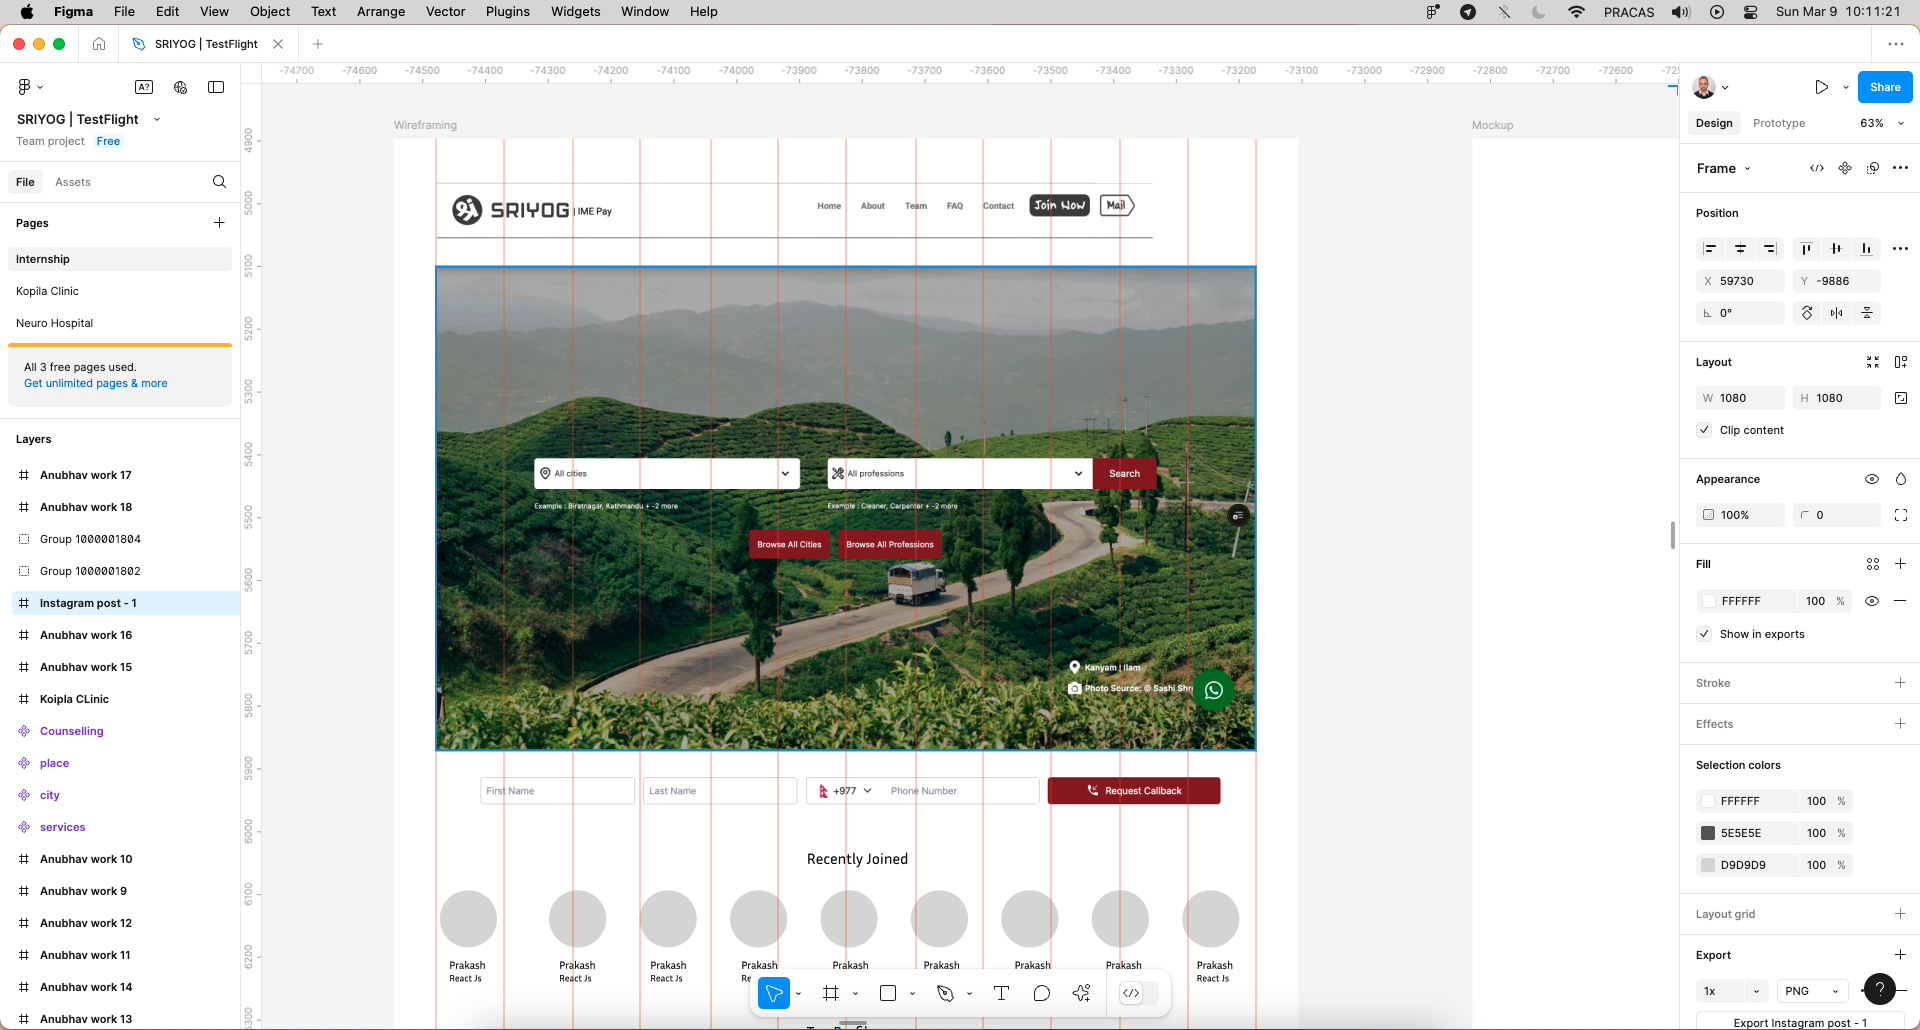 Figma File Edit View Object Text Arrange Vector Plugins Widgets Window Help PRACAS Sun Mar 9 10:11:21
SRIYOG | TestFlight
-74700 -74600 -74500 -74400 -74300 -74200 -74100 -74000 -73900 -73800 -73700 -73600 -73500 -73400 -73300 -73200 -73100 -73000 -72900 -72800 -72700 -72600
A?
SRIYOG | TestFlight
Team project Free
File Assets
Pages
Internship
Kopila Clinic
Neuro Hospital
All 3 free pages used.
Get unlimited pages & more
Layers
Anubhav work 17
Anubhav work 18
Group 1000001804
Group 1000001802
Instagram post - 1
Anubhav work 16
Anubhav work 15
Koipla CLinic
Counselling
place
city
services
Anubhav work 10
Anubhav work 9
Anubhav work 12
Anubhav work 11
Anubhav work 14
Anubhav work 13
4900
5000
5100
5200
5300
5400
5500
5600
5700
5800
5900
6000
6100
6200
6300
Wireframing
Mockup
SRIYOG | IME Pay
Home About Team FAQ Contact Join Now Mail
All cities
All professions
Search
Example : Biratnagar, Kathmandu + -2 more
Example : Cleaner, Carpenter + -2 more
Browse All Cities
Browse All Professions
Kanyam | Ilam
Photo Source: © Sashi
First Name
Last Name
+977
Phone Number
Request Callback
Recently Joined
Prakash Prakash Prakash Prakash Prakash Prakash Prakash Prakash Prakash
React Js React Js React Js React Js
Share
Design Prototype 63%
Frame
Position
X 59730 Y -9886
0°
Layout
W 1080 H 1080
Clip content
Appearance
100% 0
Fill
FFFFFF 100 %
Show in exports
Stroke
Effects
Selection colors
FFFFFF 100 %
5E5E5E 100 %
D9D9D9 100 %
Layout grid
Export
1x PNG
?
Export Instagram post - 1